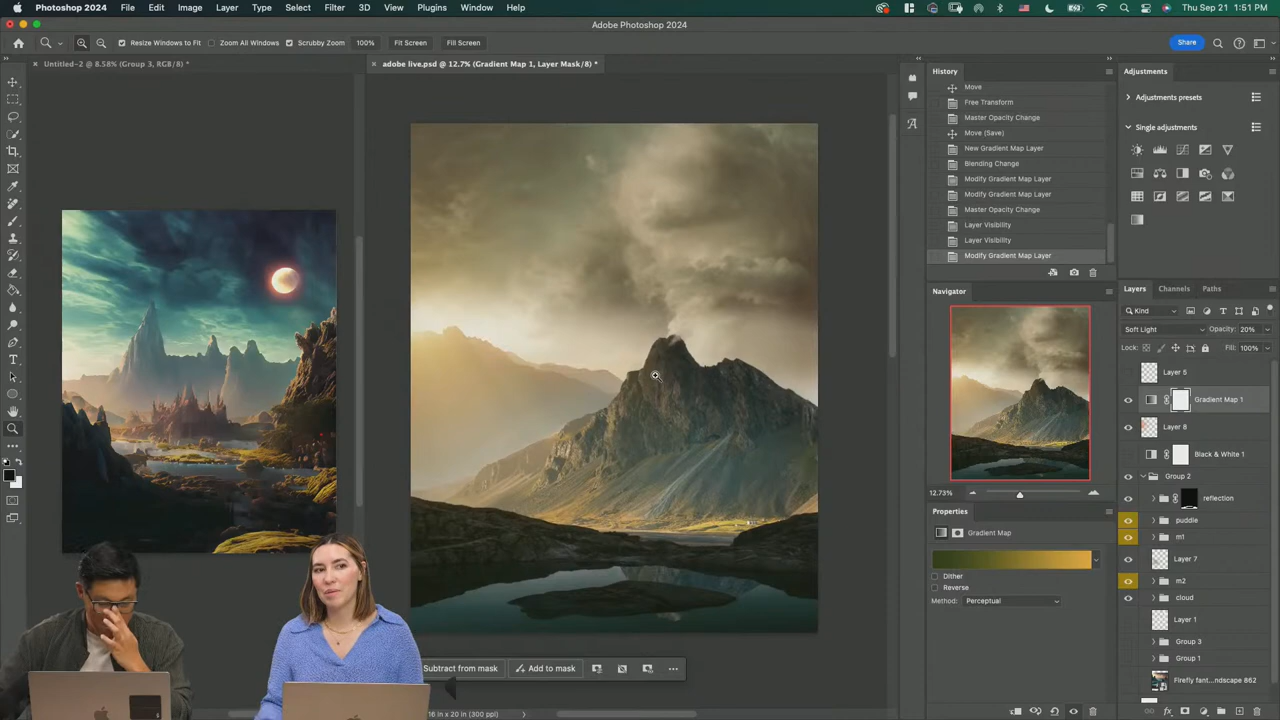 Photoshop 2024 File Edit Image Layer Type Select Filter 3D View Plugins Window Help Thu Sep 21 1:51 PM
Adobe Photoshop 2024
Resize Windows to Fit Zoom All Windows Scrubby Zoom 100% Fit Screen Fill Screen Share
Untitled-2 @ 8.58% (Group 3, RGB/8) *
adobe live.psd @ 12.7% (Gradient Map 1, Layer Mask/8) *
History
Move
Free Transform
Master Opacity Change
Move (Save)
New Gradient Map Layer
Blending Change
Modify Gradient Map Layer
Modify Gradient Map Layer
Master Opacity Change
Layer Visibility
Layer Visibility
Modify Gradient Map Layer
Navigator
12.73%
Properties
Gradient Map
Dither
Reverse
Method: Perceptual
Adjustments
Adjustments presets
Single adjustments
Layers Channels Paths
Kind
Soft Light Opacity: 20%
Lock: Fill: 100%
Layer 5
Gradient Map 1
Layer 8
Black & White 1
Group 2
reflection
puddle
m1
Layer 7
m2
cloud
Layer 1
Group 3
Group 1
Firefly fant...ndscape 862
fx
Subtract from mask Add to mask
16 in x 20 in (300 ppi)